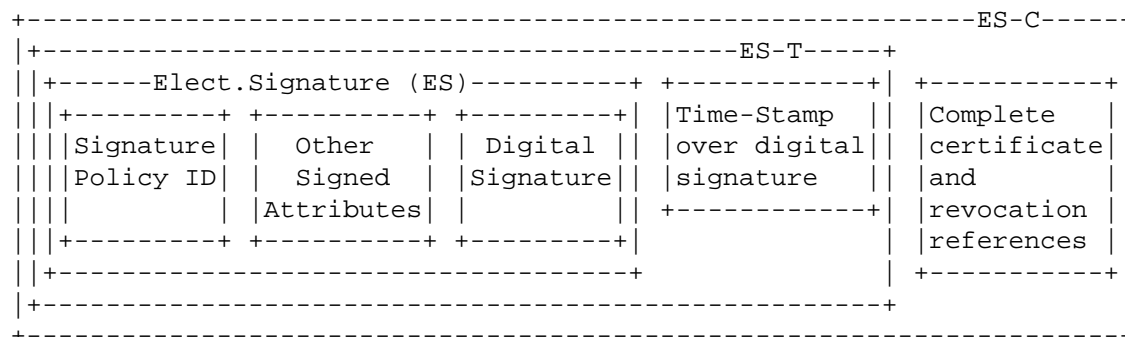 +------------------------------------------------------------ES-C------
|+--------------------------------------------ES-T-----+
||+------Elect.Signature (ES)----------+ +------------+| +-----------+
|||+---------+ +----------+ +---------+| |Time-Stamp  || |Complete   |
||||Signature| |  Other   | | Digital || |over digital|| |certificate|
||||Policy ID| |  Signed  | |Signature|| |signature   || |and        |
||||         | |Attributes| |         || +------------+| |revocation |
|||+---------+ +----------+ +---------+|               | |references |
||+------------------------------------+               | +-----------+
|+-----------------------------------------------------+
+----------------------------------------------------------------------